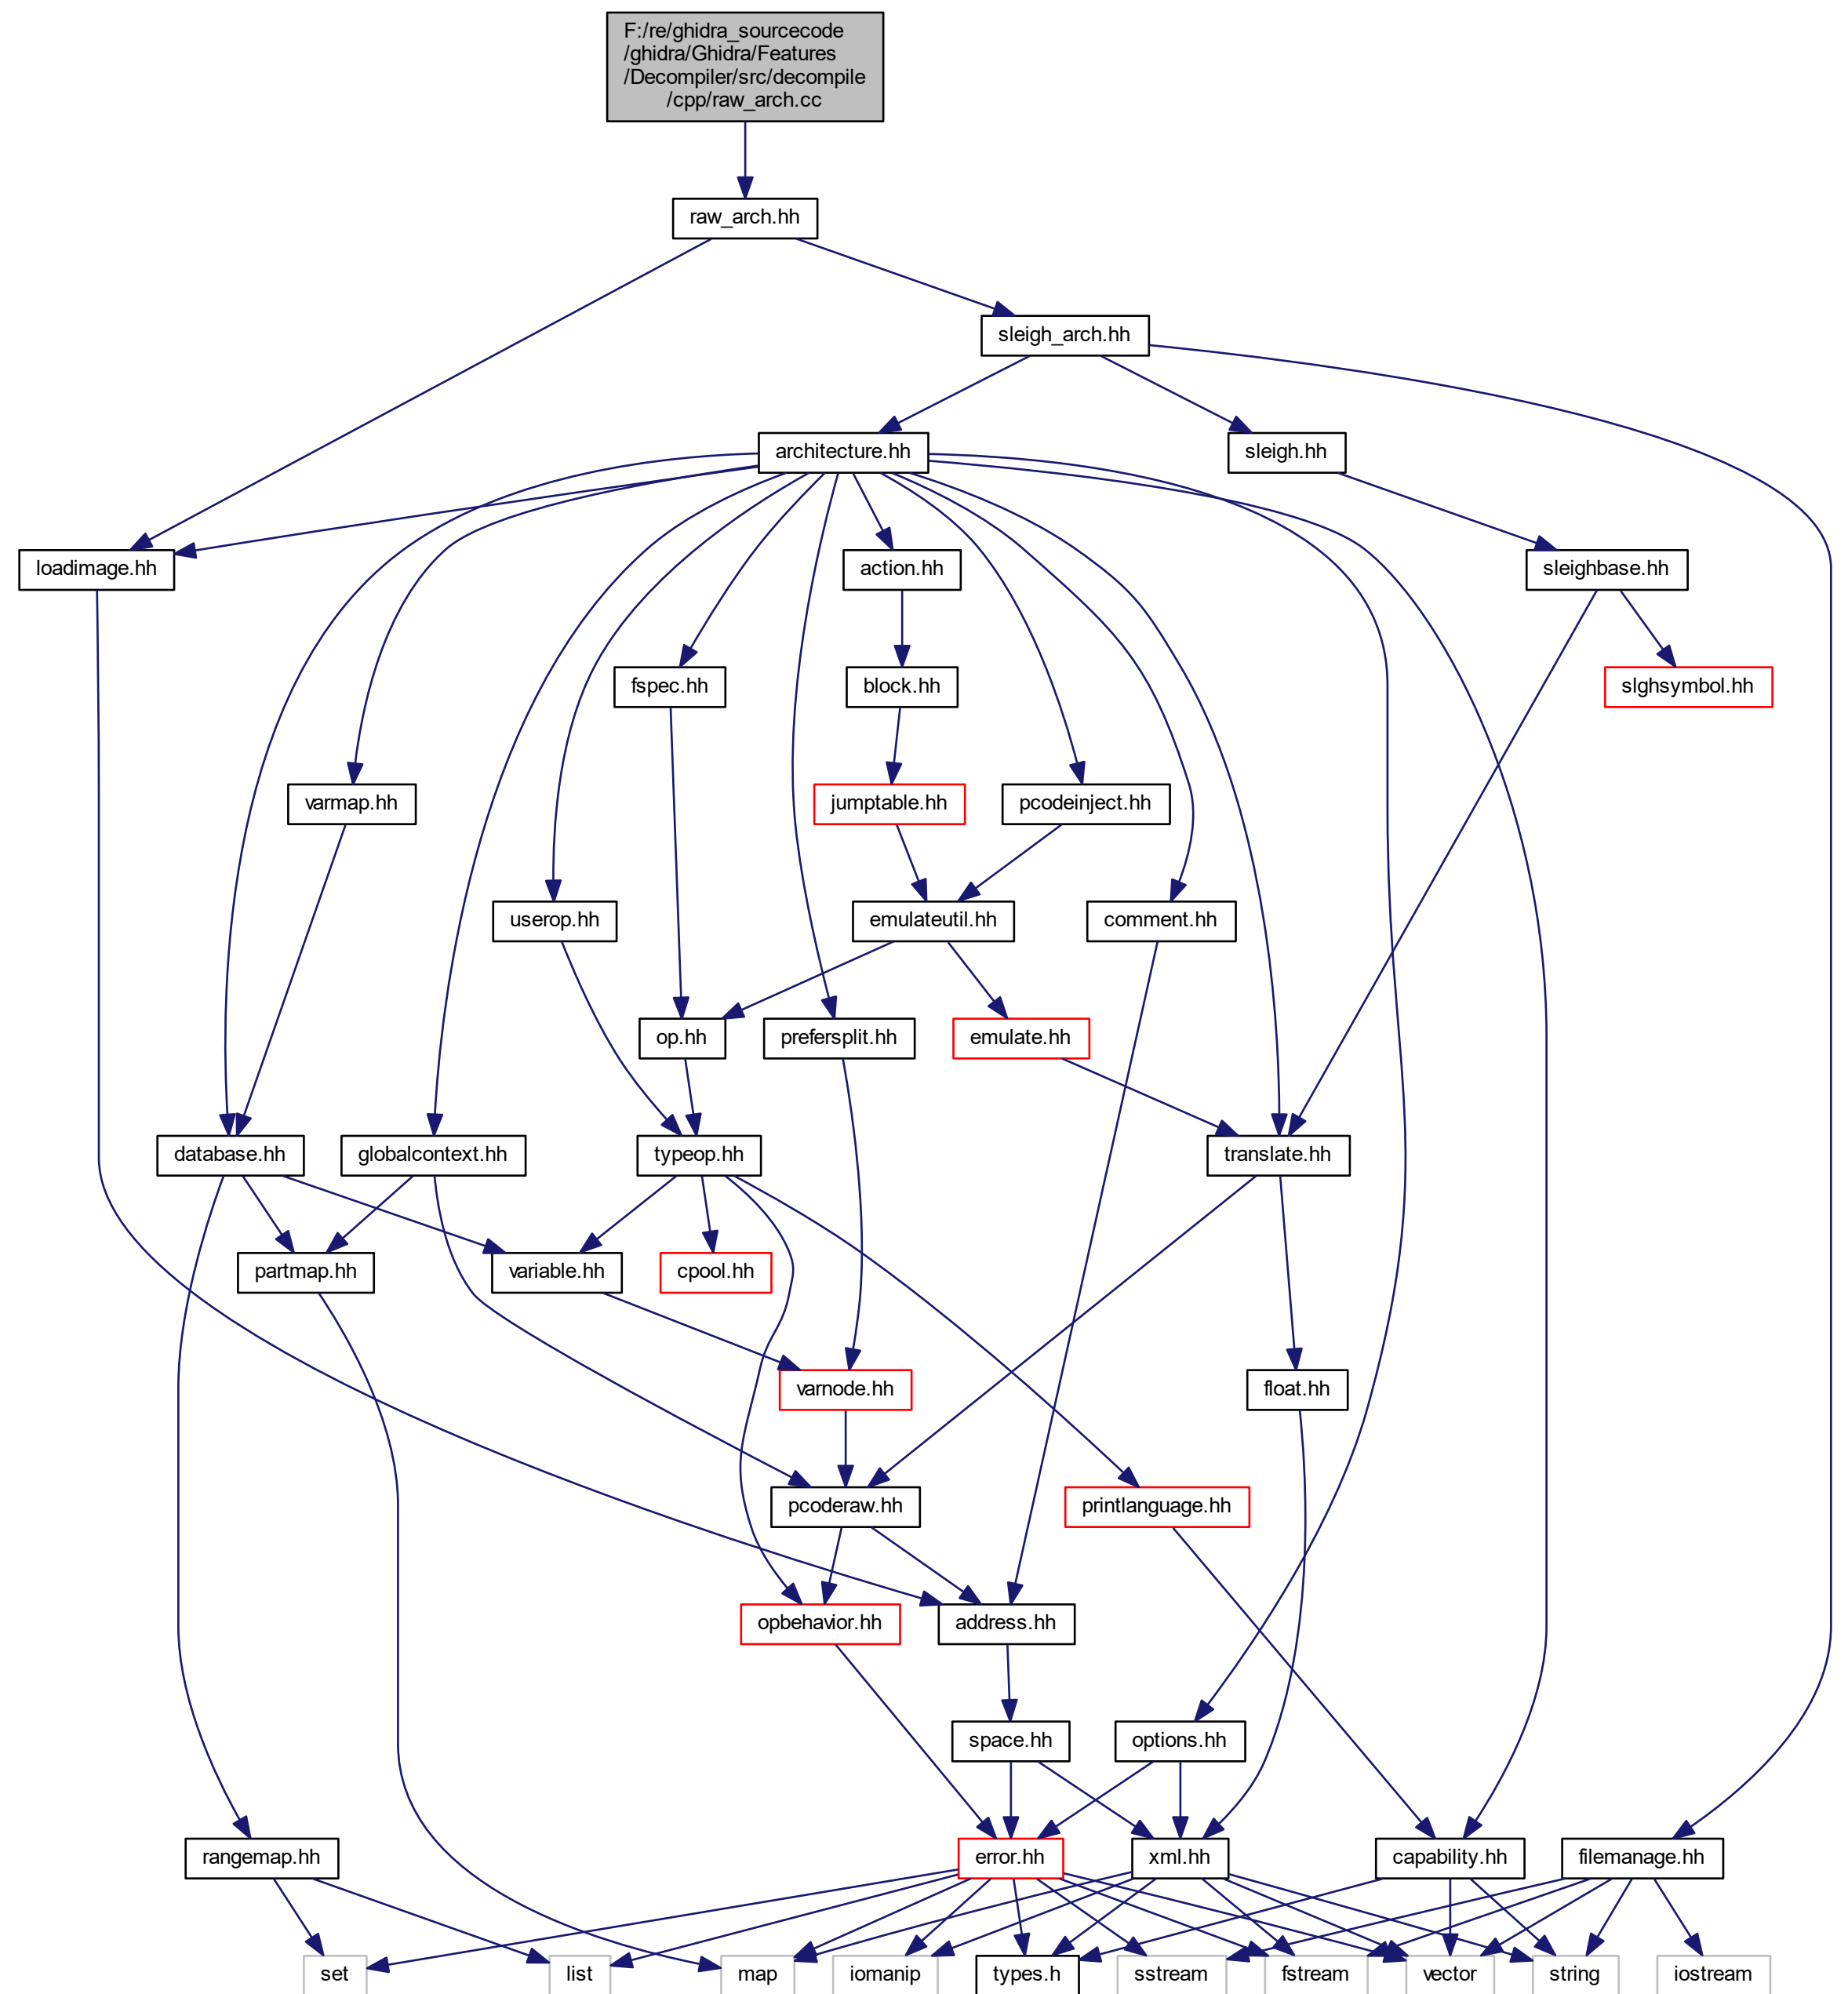 F:/re/ghidra_sourcecode
/ghidra/Ghidra/Features
/Decompiler/src/decompile
/cpp/raw_arch.cc
raw_arch.hh
sleigh_arch.hh
architecture.hh
sleigh.hh
loadimage.hh
action.hh
sleighbase.hh
fspec.hh
block.hh
slghsymbol.hh
varmap.hh
jumptable.hh
pcodeinject.hh
userop.hh
emulateutil.hh
comment.hh
op.hh
prefersplit.hh
emulate.hh
database.hh
globalcontext.hh
typeop.hh
translate.hh
partmap.hh
variable.hh
cpool.hh
varnode.hh
float.hh
pcoderaw.hh
printlanguage.hh
opbehavior.hh
address.hh
space.hh
options.hh
rangemap.hh
error.hh
xml.hh
capability.hh
filemanage.hh
set
list
map
iomanip
types.h
sstream
fstream
vector
string
iostream